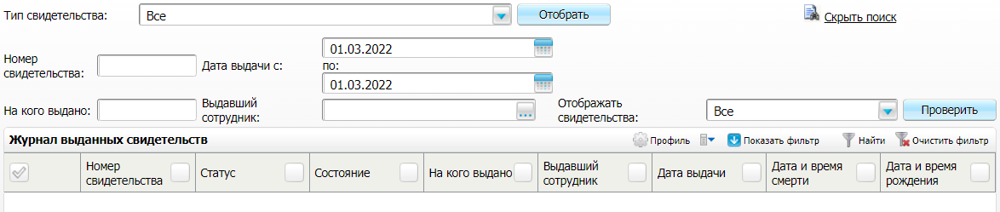 Тип свидетельства: Все Отобрать Скрыть поиск
Номер свидетельства: Дата выдачи с: 01.03.2022
по:
01.03.2022
На кого выдано: Выдавший сотрудник: ... Отображать свидетельства: Все Проверить
Журнал выданных свидетельств Профиль Показать фильтр Найти Очистить фильтр
Номер свидетельства Статус Состояние На кого выдано Выдавший сотрудник Дата выдачи Дата и время смерти Дата и время рождения